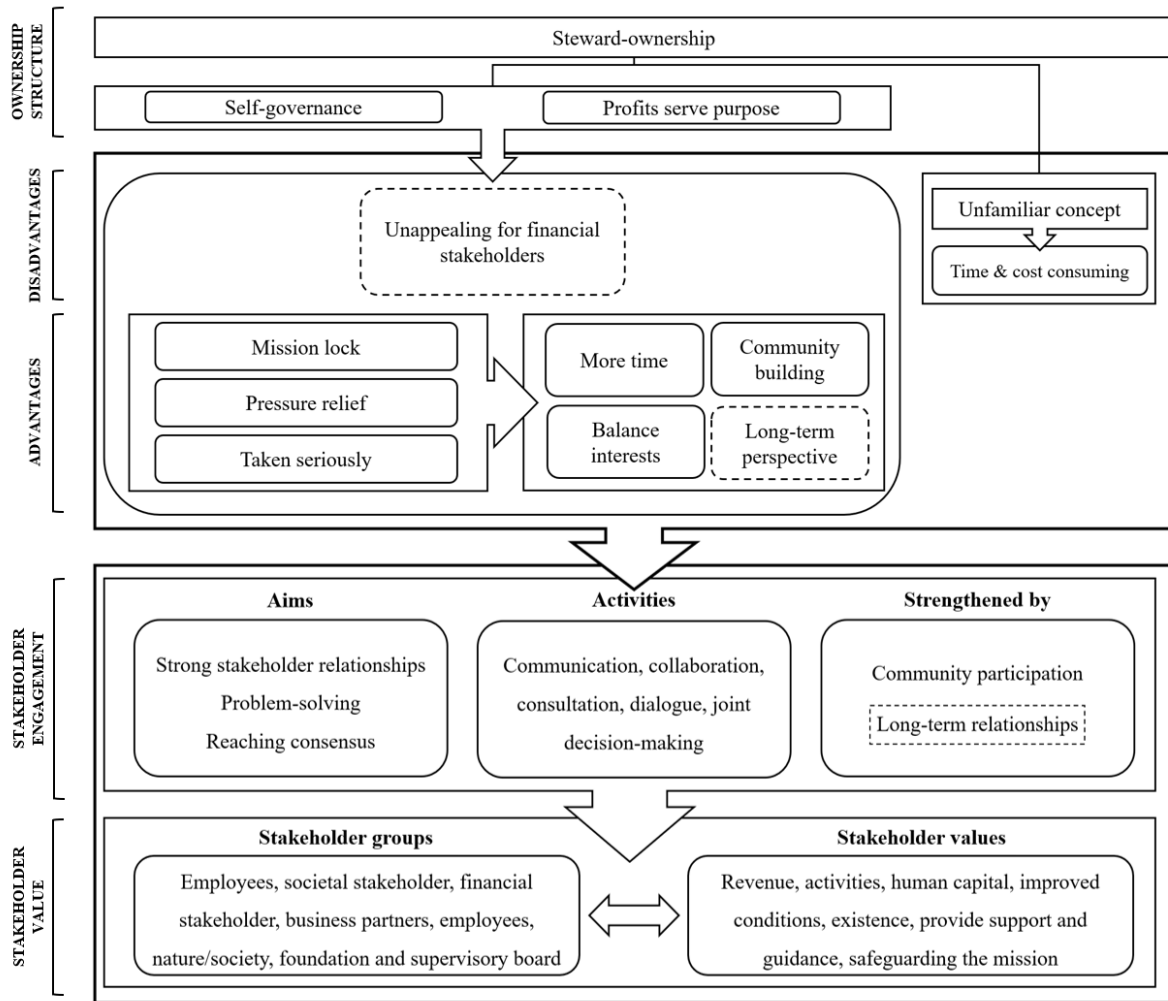 OWNERSHIP
STRUCTURE
Steward-ownership
Self-governance
Profits serve purpose
DISADVANTAGES
Unappealing for financial
stakeholders
Unfamiliar concept
Time & cost consuming
ADVANTAGES
Mission lock
Pressure relief
Taken seriously
More time
Community
building
Balance
interests
Long-term
perspective
STAKEHOLDER
ENGAGEMENT
Aims
Strong stakeholder relationships
Problem-solving
Reaching consensus
Activities
Communication, collaboration,
consultation, dialogue, joint
decision-making
Strengthened by
Community participation
Long-term relationships
STAKEHOLDER
VALUE
Stakeholder groups
Employees, societal stakeholder, financial
stakeholder, business partners, employees,
nature/society, foundation and supervisory board
Stakeholder values
Revenue, activities, human capital, improved
conditions, existence, provide support and
guidance, safeguarding the mission